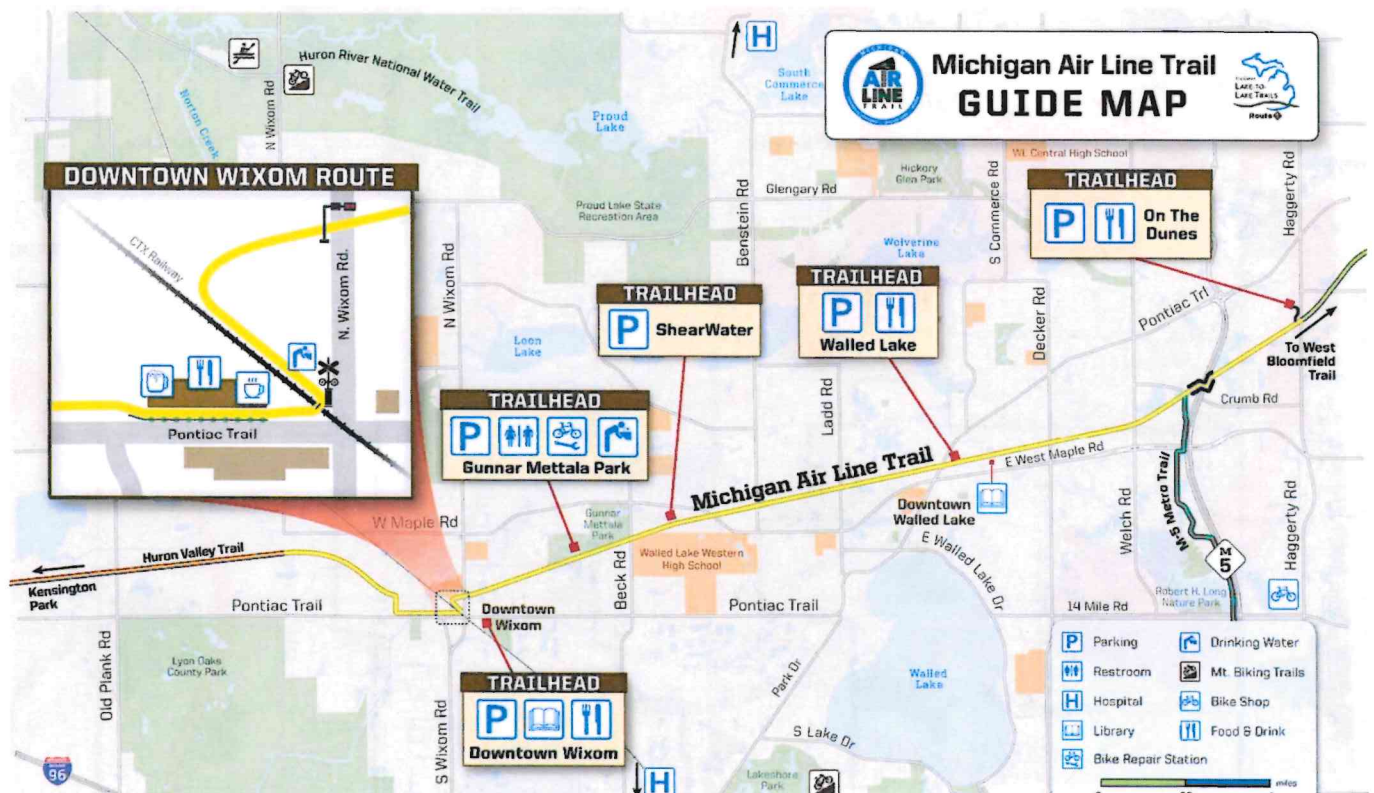 MICHIGAN
AIR
LINE
TRAIL
Michigan Air Line Trail
GUIDE MAP
LAKE-TO-
LAKE TRAILS
Route
H
South
Commerce
Lake
Huron River National Water Trail
N Wixom Rd
Norton Creek
Proud
Lake
Proud Lake State
Recreation Area
Benstein Rd
Glengary Rd
Hickory
Glen Park
WL Central High School
S Commerce Rd
Haggerty Rd
Wolverine
Lake
DOWNTOWN WIXOM ROUTE
CTX Railway
N. Wixom Rd.
Pontiac Trail
N Wixom Rd
Loon
Lake
TRAILHEAD
P
On The
Dunes
TRAILHEAD
P
ShearWater
TRAILHEAD
P
Walled Lake
TRAILHEAD
P
Gunnar Mettala Park
Decker Rd
Pontiac Trl
To West
Bloomfield
Trail
Crumb Rd
Ladd Rd
E West Maple Rd
Michigan Air Line Trail
Downtown
Walled Lake
W Maple Rd
Gunnar
Mettala
Park
Beck Rd
Walled Lake Western
High School
E Walled Lake Dr
Welch Rd
M-5 Metro Trail
M
5
Haggerty Rd
Huron Valley Trail
Kensington
Park
Pontiac Trail
Downtown
Wixom
Pontiac Trail
14 Mile Rd
Robert H. Long
Nature Park
Old Plank Rd
Lyon Oaks
County Park
S Wixom Rd
TRAILHEAD
P
Downtown Wixom
Park Dr
Walled
Lake
S Lake Dr
Lakeshore
Park
H
96
P Parking
Drinking Water
Restroom
Mt. Biking Trails
H Hospital
Bike Shop
Library
Food & Drink
Bike Repair Station
miles